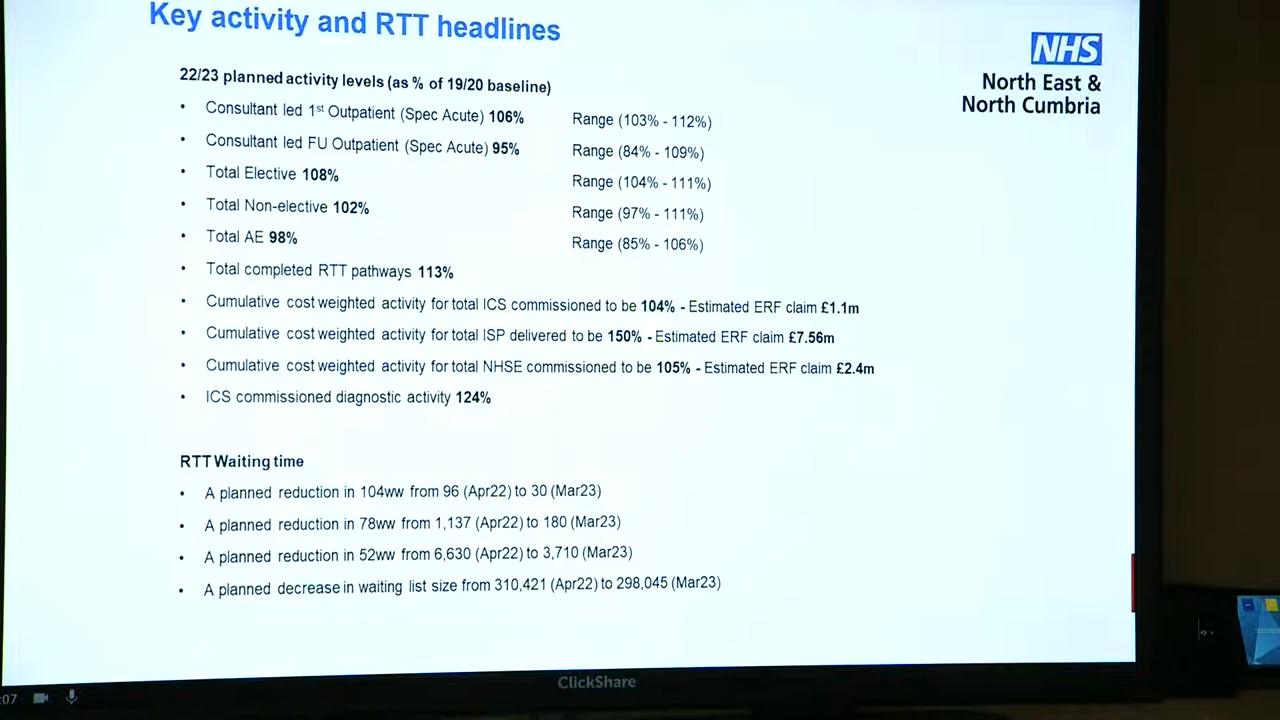 Key activity and RTT headlines
NHS
North East &
North Cumbria
22/23 planned activity levels (as % of 19/20 baseline)
• Consultant led 1st Outpatient (Spec Acute) 106% Range (103% - 112%)
• Consultant led FU Outpatient (Spec Acute) 95% Range (84% - 109%)
• Total Elective 108% Range (104% - 111%)
• Total Non-elective 102% Range (97% - 111%)
• Total AE 98% Range (85% - 106%)
• Total completed RTT pathways 113%
• Cumulative cost weighted activity for total ICS commissioned to be 104% - Estimated ERF claim £1.1m
• Cumulative cost weighted activity for total ISP delivered to be 150% - Estimated ERF claim £7.56m
• Cumulative cost weighted activity for total NHSE commissioned to be 105% - Estimated ERF claim £2.4m
• ICS commissioned diagnostic activity 124%
RTT Waiting time
• A planned reduction in 104ww from 96 (Apr22) to 30 (Mar23)
• A planned reduction in 78ww from 1,137 (Apr22) to 180 (Mar23)
• A planned reduction in 52ww from 6,630 (Apr22) to 3,710 (Mar23)
• A planned decrease in waiting list size from 310,421 (Apr22) to 298,045 (Mar23)
ClickShare
:07